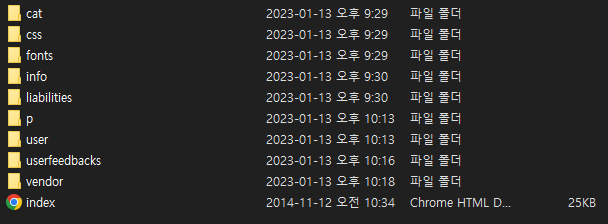 cat 2023-01-13 오후 9:29 파일 폴더
css 2023-01-13 오후 9:29 파일 폴더
fonts 2023-01-13 오후 9:29 파일 폴더
info 2023-01-13 오후 9:30 파일 폴더
liabilities 2023-01-13 오후 9:30 파일 폴더
p 2023-01-13 오후 10:13 파일 폴더
user 2023-01-13 오후 10:13 파일 폴더
userfeedbacks 2023-01-13 오후 10:16 파일 폴더
vendor 2023-01-13 오후 10:18 파일 폴더
index 2014-11-12 오전 10:34 Chrome HTML D... 25KB